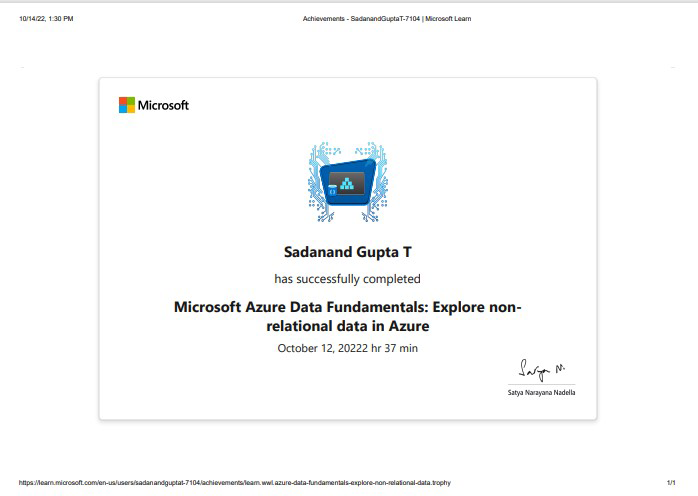 10/14/22, 1:30 PM
Achievements - SadanandGuptaT-7104 | Microsoft Learn
Microsoft
Sadanand Gupta T
has successfully completed
Microsoft Azure Data Fundamentals: Explore non-
relational data in Azure
October 12, 20222 hr 37 min
Satya N.
Satya Narayana Nadella
https://learn.microsoft.com/en-us/users/sadanandguptat-7104/achievements/learn.wwl.azure-data-fundamentals-explore-non-relational-data.trophy
1/1